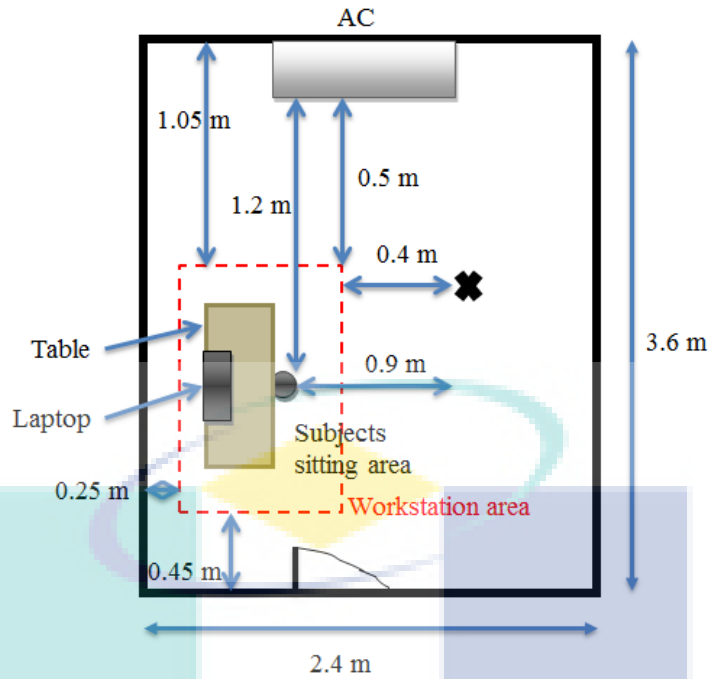 AC
1.05 m
0.5 m
1.2 m
0.4 m
Table
3.6 m
0.9 m
Laptop
Subjects
sitting area
0.25 m
Workstation area
0.45 m
2.4 m